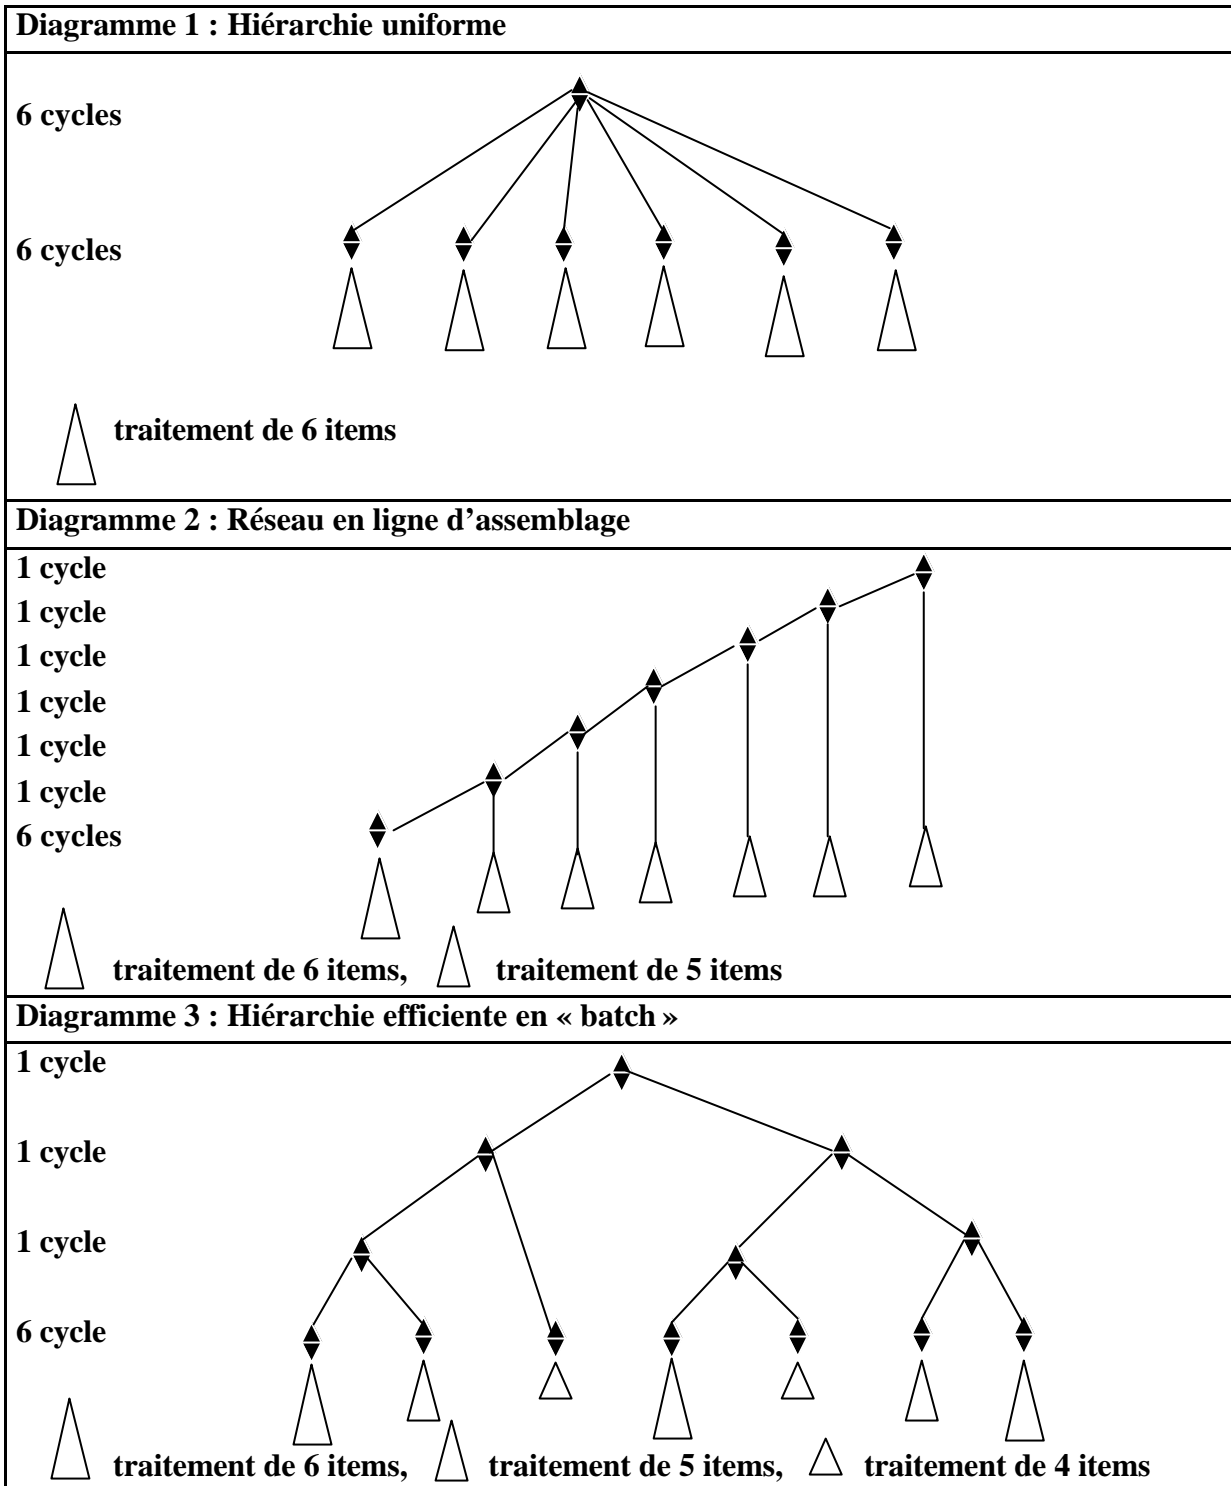 Diagramme 1 : Hiérarchie uniforme
6 cycles
6 cycles
traitement de 6 items
Diagramme 2 : Réseau en ligne d’assemblage
1 cycle
1 cycle
1 cycle
1 cycle
1 cycle
1 cycle
6 cycles
traitement de 6 items, traitement de 5 items
Diagramme 3 : Hiérarchie efficiente en « batch »
1 cycle
1 cycle
1 cycle
6 cycle
traitement de 6 items, traitement de 5 items, traitement de 4 items